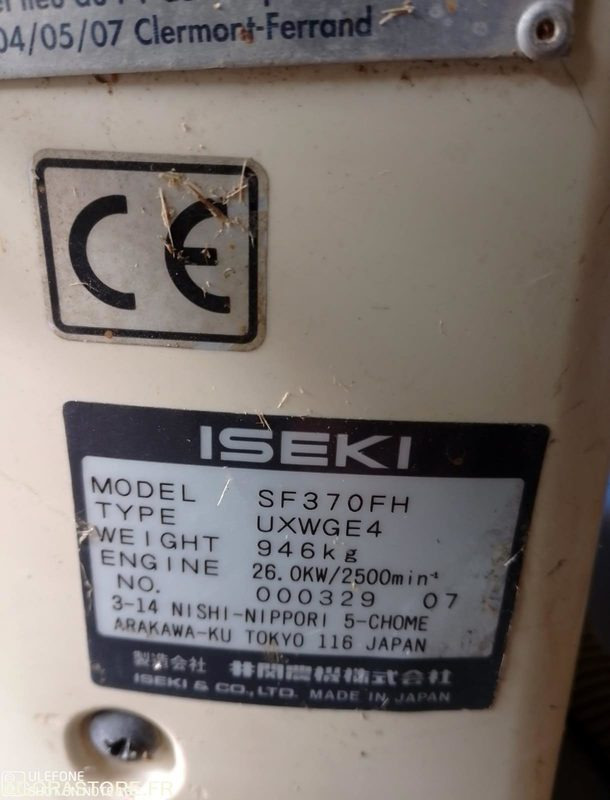 04/05/07 Clermont-Ferrand
CE
ISEKI
MODEL SF370FH
TYPE UXWGE4
WEIGHT 946kg
ENGINE 26.0KW/2500min⁻¹
NO. 000329 07
3-14 NISHI-NIPPORI 5-CHOME
ARAKAWA-KU TOKYO 116 JAPAN
製造会社 井関農機株式会社
ISEKI & CO., LTD. MADE IN JAPAN
ULEFONE